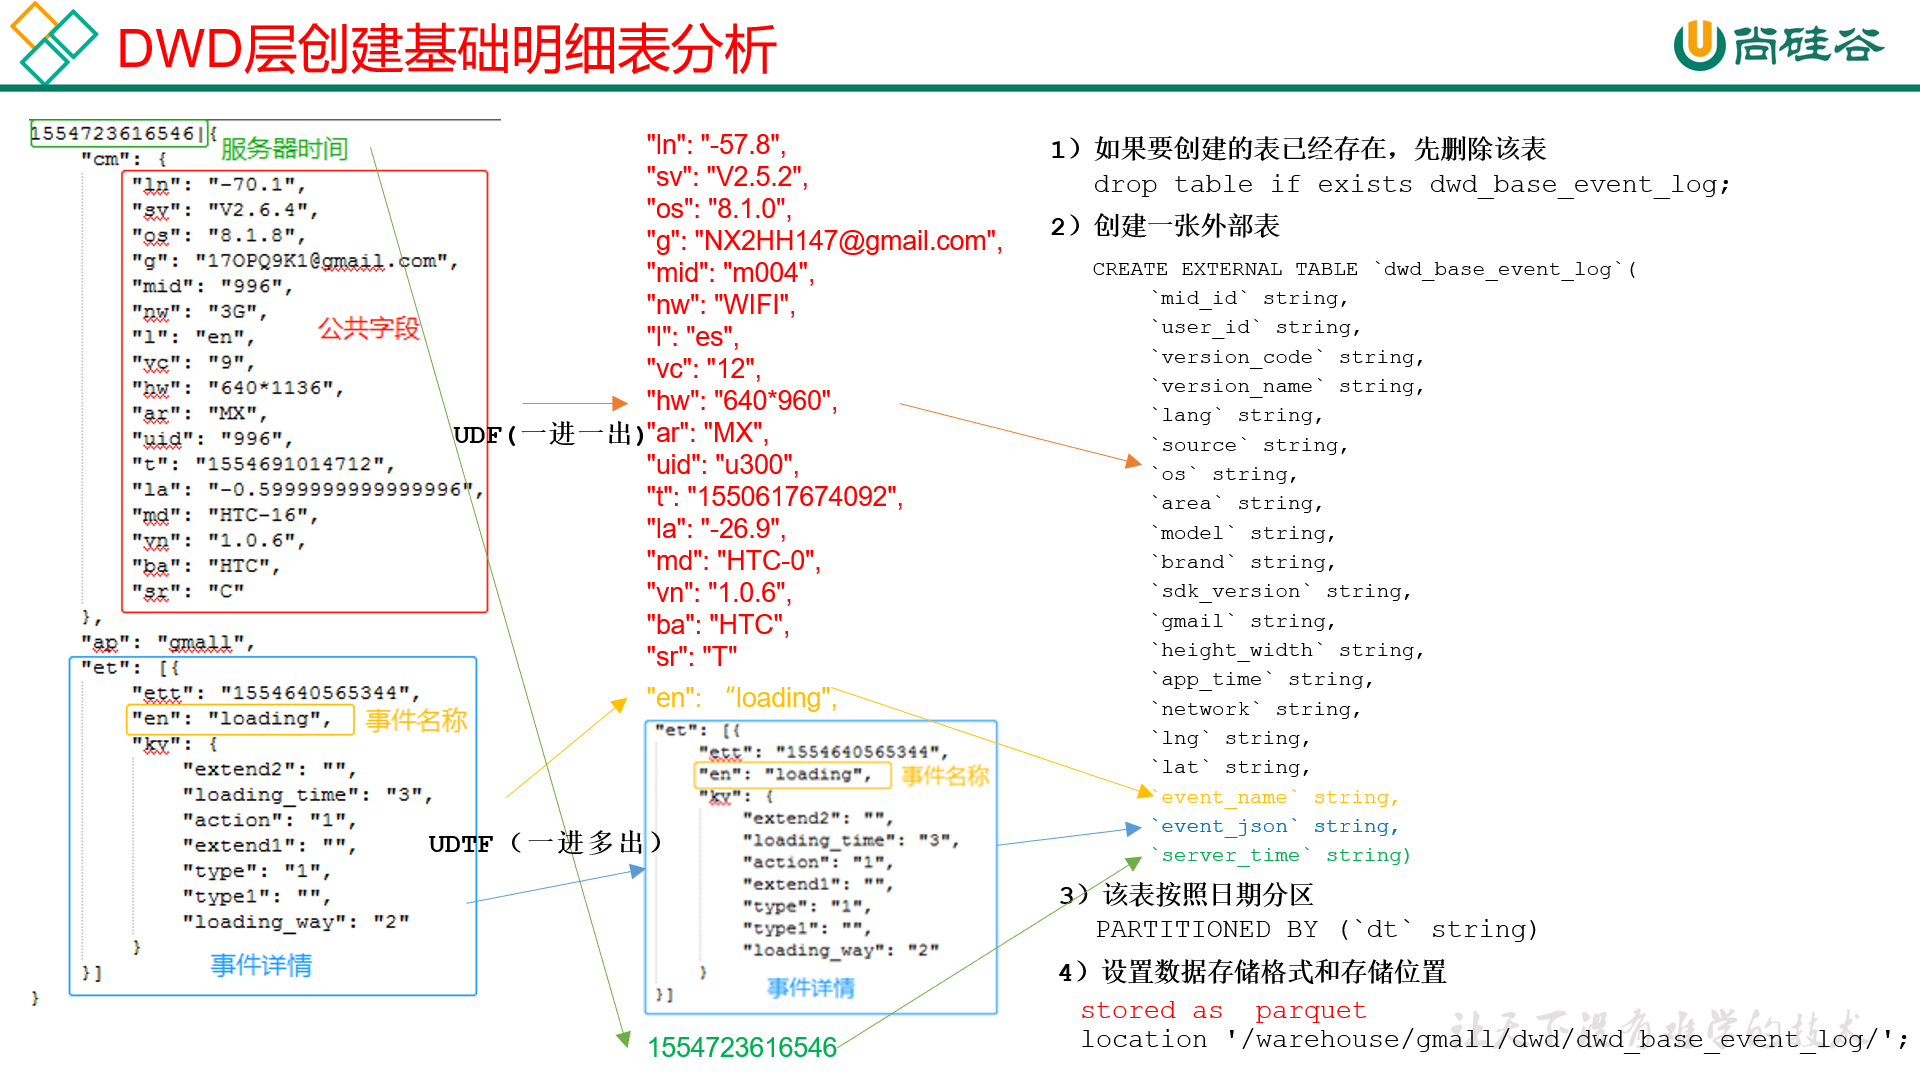 DWD层创建基础明细表分析
尚硅谷
1554723616546|{
服务器时间
"cm": {
"ln": "-70.1",
"sv": "V2.6.4",
"os": "8.1.8",
"g": "17OPQ9K1@gmail.com",
"mid": "996",
"nw": "3G",
"l": "en",
公共字段
"vc": "9",
"hw": "640*1136",
"ar": "MX",
"uid": "996",
"t": "1554691014712",
"la": "-0.5999999999999996",
"md": "HTC-16",
"vn": "1.0.6",
"ba": "HTC",
"sr": "C"
},
"ap": "gmall",
"et": [{
"ett": "1554640565344",
"en": "loading",
事件名称
"kv": {
"extend2": "",
"loading_time": "3",
"action": "1",
"extend1": "",
"type": "1",
"type1": "",
"loading_way": "2"
}
事件详情
}]
}
UDF(一进一出)
UDTF（一进多出）
"ln": "-57.8",
"sv": "V2.5.2",
"os": "8.1.0",
"g": "NX2HH147@gmail.com",
"mid": "m004",
"nw": "WIFI",
"l": "es",
"vc": "12",
"hw": "640*960",
"ar": "MX",
"uid": "u300",
"t": "1550617674092",
"la": "-26.9",
"md": "HTC-0",
"vn": "1.0.6",
"ba": "HTC",
"sr": "T"
"en": “loading",
"et": [{
"ett": "1554640565344",
"en": "loading",
事件名称
"kv": {
"extend2": "",
"loading_time": "3",
"action": "1",
"extend1": "",
"type": "1",
"type1": "",
"loading_way": "2"
}
事件详情
}]
1554723616546
1）如果要创建的表已经存在，先删除该表
drop table if exists dwd_base_event_log;
2）创建一张外部表
CREATE EXTERNAL TABLE `dwd_base_event_log`(
`mid_id` string,
`user_id` string,
`version_code` string,
`version_name` string,
`lang` string,
`source` string,
`os` string,
`area` string,
`model` string,
`brand` string,
`sdk_version` string,
`gmail` string,
`height_width` string,
`app_time` string,
`network` string,
`lng` string,
`lat` string,
`event_name` string,
`event_json` string,
`server_time` string)
3）该表按照日期分区
PARTITIONED BY (`dt` string)
4）设置数据存储格式和存储位置
stored as  parquet
让天下没有难学的技术
location '/warehouse/gmall/dwd/dwd_base_event_log/';